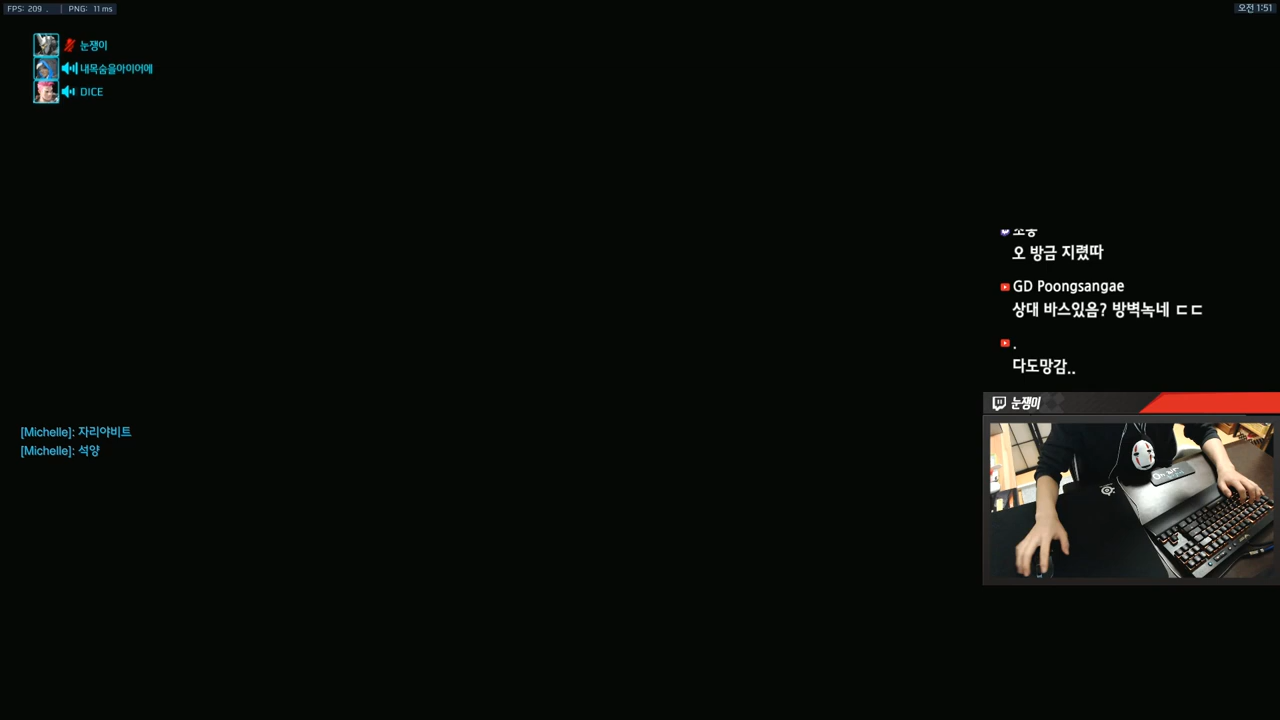 FPS: 209 . | PNG: 11 ms
오전 1:51
눈쟁이
내목숨을아이어에
DICE
오 방금 지렸따
GD Poongsangae
상대 바스있음? 방벽녹네 ㄷㄷ
.
다도망감..
눈쟁이
[Michelle]: 자리야비트
[Michelle]: 석양